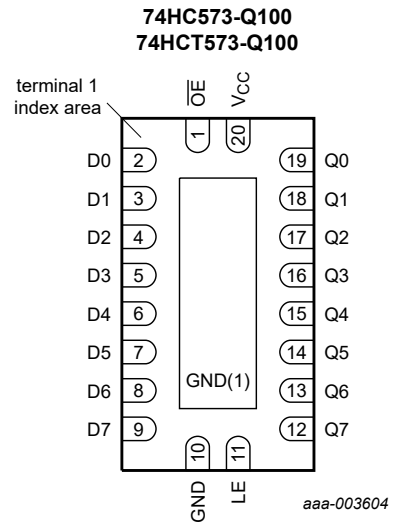 74HC573-Q100
74HCT573-Q100
terminal 1
index area
OE
VCC
1
20
D0 2 19 Q0
D1 3 18 Q1
D2 4 17 Q2
D3 5 16 Q3
D4 6 15 Q4
D5 7 14 Q5
D6 8 GND(1) 13 Q6
D7 9 12 Q7
10
11
GND
LE
aaa-003604